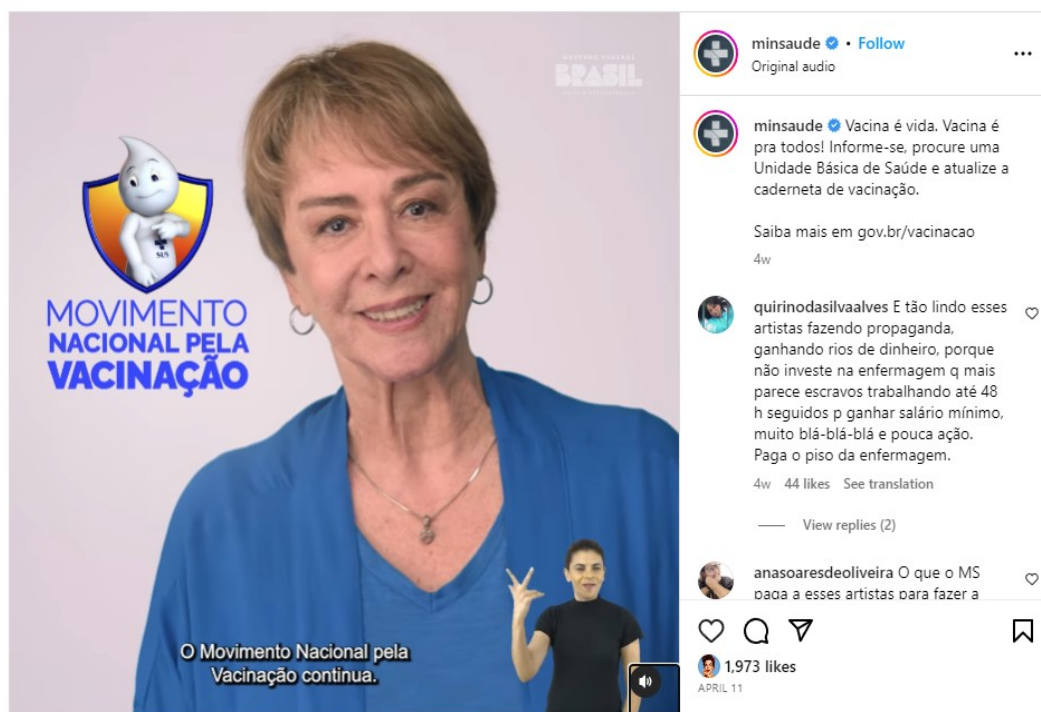 GOVERNO FEDERAL
BRASIL
SUS
MOVIMENTO
NACIONAL PELA
VACINAÇÃO
O Movimento Nacional pela
Vacinação continua.
minsaude • Follow
Original audio
minsaude Vacina é vida. Vacina é
pra todos! Informe-se, procure uma
Unidade Básica de Saúde e atualize a
caderneta de vacinação.
Saiba mais em gov.br/vacinacao
4w
quirinodasilvaalves E tão lindo esses
artistas fazendo propaganda,
ganhando rios de dinheiro, porque
não investe na enfermagem q mais
parece escravos trabalhando até 48
h seguidos p ganhar salário mínimo,
muito blá-blá-blá e pouca ação.
Paga o piso da enfermagem.
4w 44 likes See translation
View replies (2)
anasoaresdeoliveira O que o MS
paga a esses artistas para fazer a
1,973 likes
APRIL 11